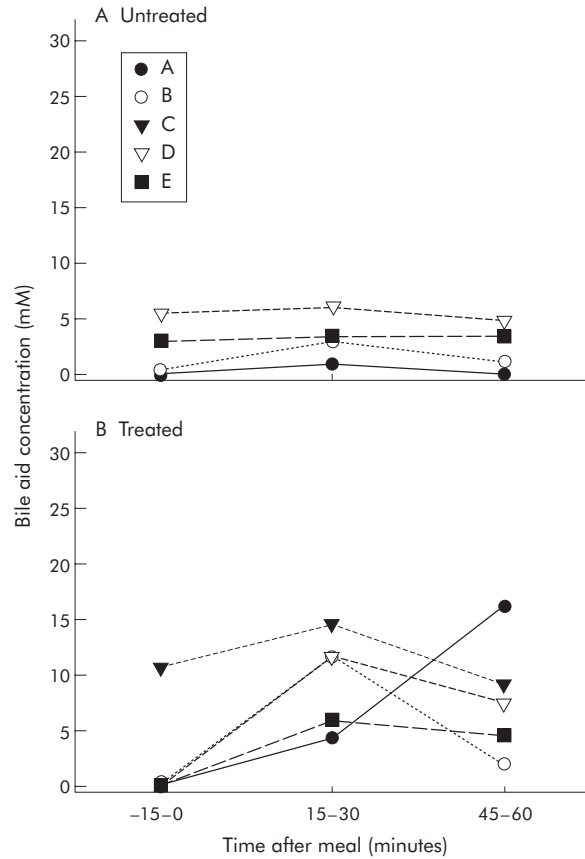 A Untreated
30
25
20
15
10
5
0
A
B
C
D
E
B Treated
30
25
20
15
10
5
0
Bile aid concentration (mM)
–15–0
15–30
45–60
Time after meal (minutes)